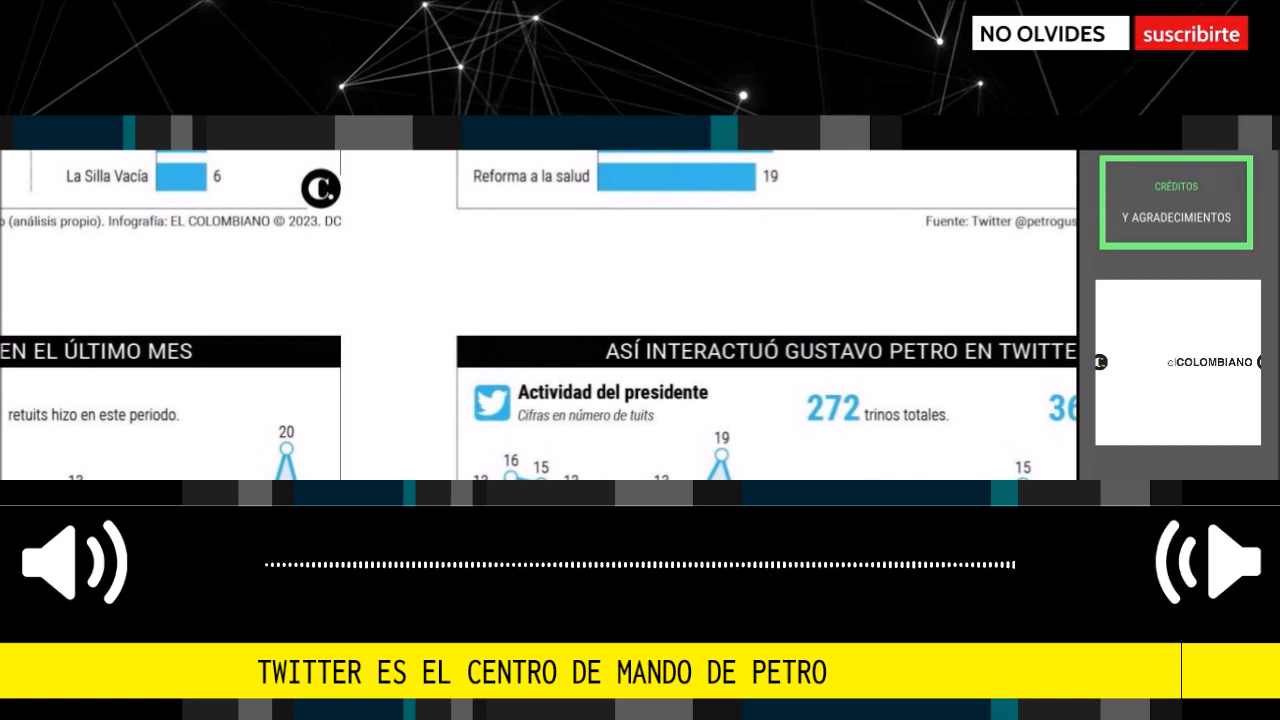 NO OLVIDES
suscribirte
La Silla Vacía 6
(análisis propio). Infografía: EL COLOMBIANO © 2023. DC
Reforma a la salud 19
Fuente: Twitter @petrogus
CRÉDITOS
Y AGRADECIMIENTOS
elCOLOMBIANO
EN EL ÚLTIMO MES
retuits hizo en este periodo.
20
ASÍ INTERACTUÓ GUSTAVO PETRO EN TWITTE
Actividad del presidente
Cifras en número de tuits
272 trinos totales.
36
16
15
19
15
TWITTER ES EL CENTRO DE MANDO DE PETRO